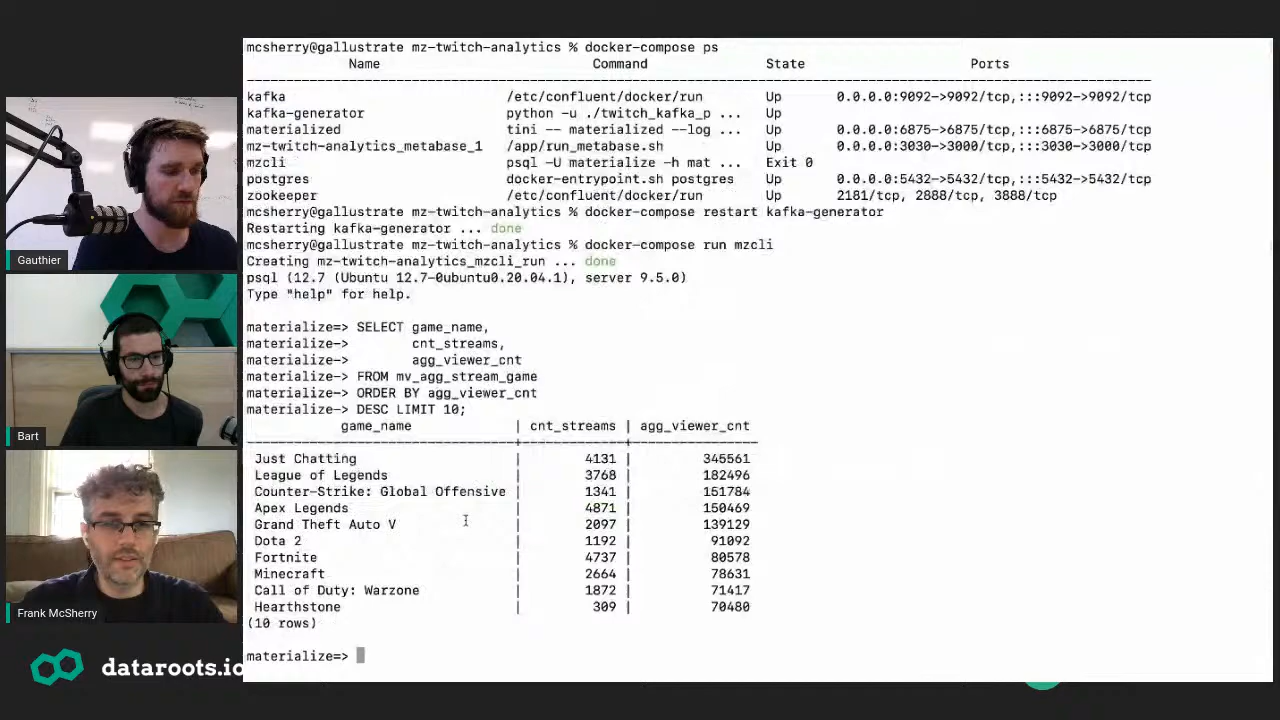 mcsherry@gallustrate mz-twitch-analytics % docker-compose ps
Name Command State Ports
kafka /etc/confluent/docker/run Up 0.0.0.0:9092->9092/tcp,:::9092->9092/tcp
kafka-generator python -u ./twitch_kafka_p ... Up
materialized tini -- materialized --log ... Up 0.0.0.0:6875->6875/tcp,:::6875->6875/tcp
mz-twitch-analytics_metabase_1 /app/run_metabase.sh Up 0.0.0.0:3030->3000/tcp,:::3030->3000/tcp
mzcli psql -U materialize -h mat ... Exit 0
postgres docker-entrypoint.sh postgres Up 0.0.0.0:5432->5432/tcp,:::5432->5432/tcp
zookeeper /etc/confluent/docker/run Up 2181/tcp, 2888/tcp, 3888/tcp
mcsherry@gallustrate mz-twitch-analytics % docker-compose restart kafka-generator
Restarting kafka-generator ... done
mcsherry@gallustrate mz-twitch-analytics % docker-compose run mzcli
Creating mz-twitch-analytics_mzcli_run ... done
psql (12.7 (Ubuntu 12.7-0ubuntu0.20.04.1), server 9.5.0)
Type "help" for help.
materialize=> SELECT game_name,
materialize-> cnt_streams,
materialize-> agg_viewer_cnt
materialize-> FROM mv_agg_stream_game
materialize-> ORDER BY agg_viewer_cnt
materialize-> DESC LIMIT 10;
game_name | cnt_streams | agg_viewer_cnt
Just Chatting | 4131 | 345561
League of Legends | 3768 | 182496
Counter-Strike: Global Offensive | 1341 | 151784
Apex Legends | 4871 | 150469
Grand Theft Auto V | 2097 | 139129
Dota 2 | 1192 | 91092
Fortnite | 4737 | 80578
Minecraft | 2664 | 78631
Call of Duty: Warzone | 1872 | 71417
Hearthstone | 309 | 70480
(10 rows)
materialize=>
Gauthier
Bart
Frank McSherry
dataroots.io